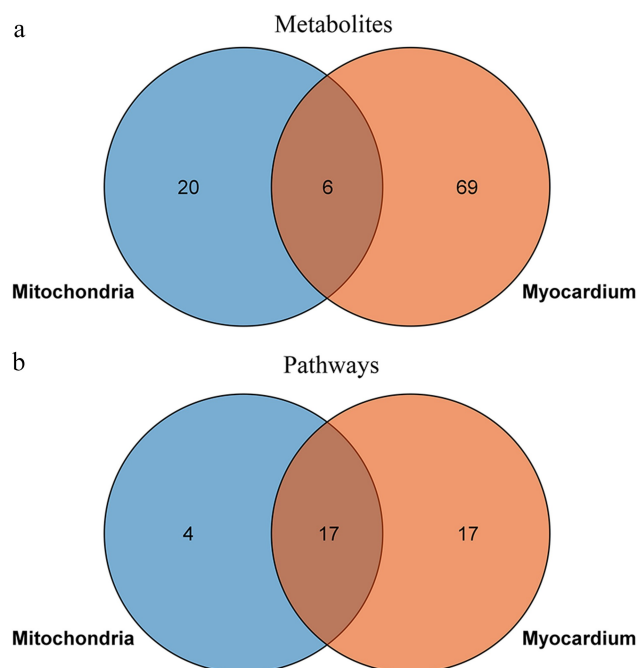 a
Metabolites
20 6 69
Mitochondria Myocardium
b
Pathways
4 17 17
Mitochondria Myocardium